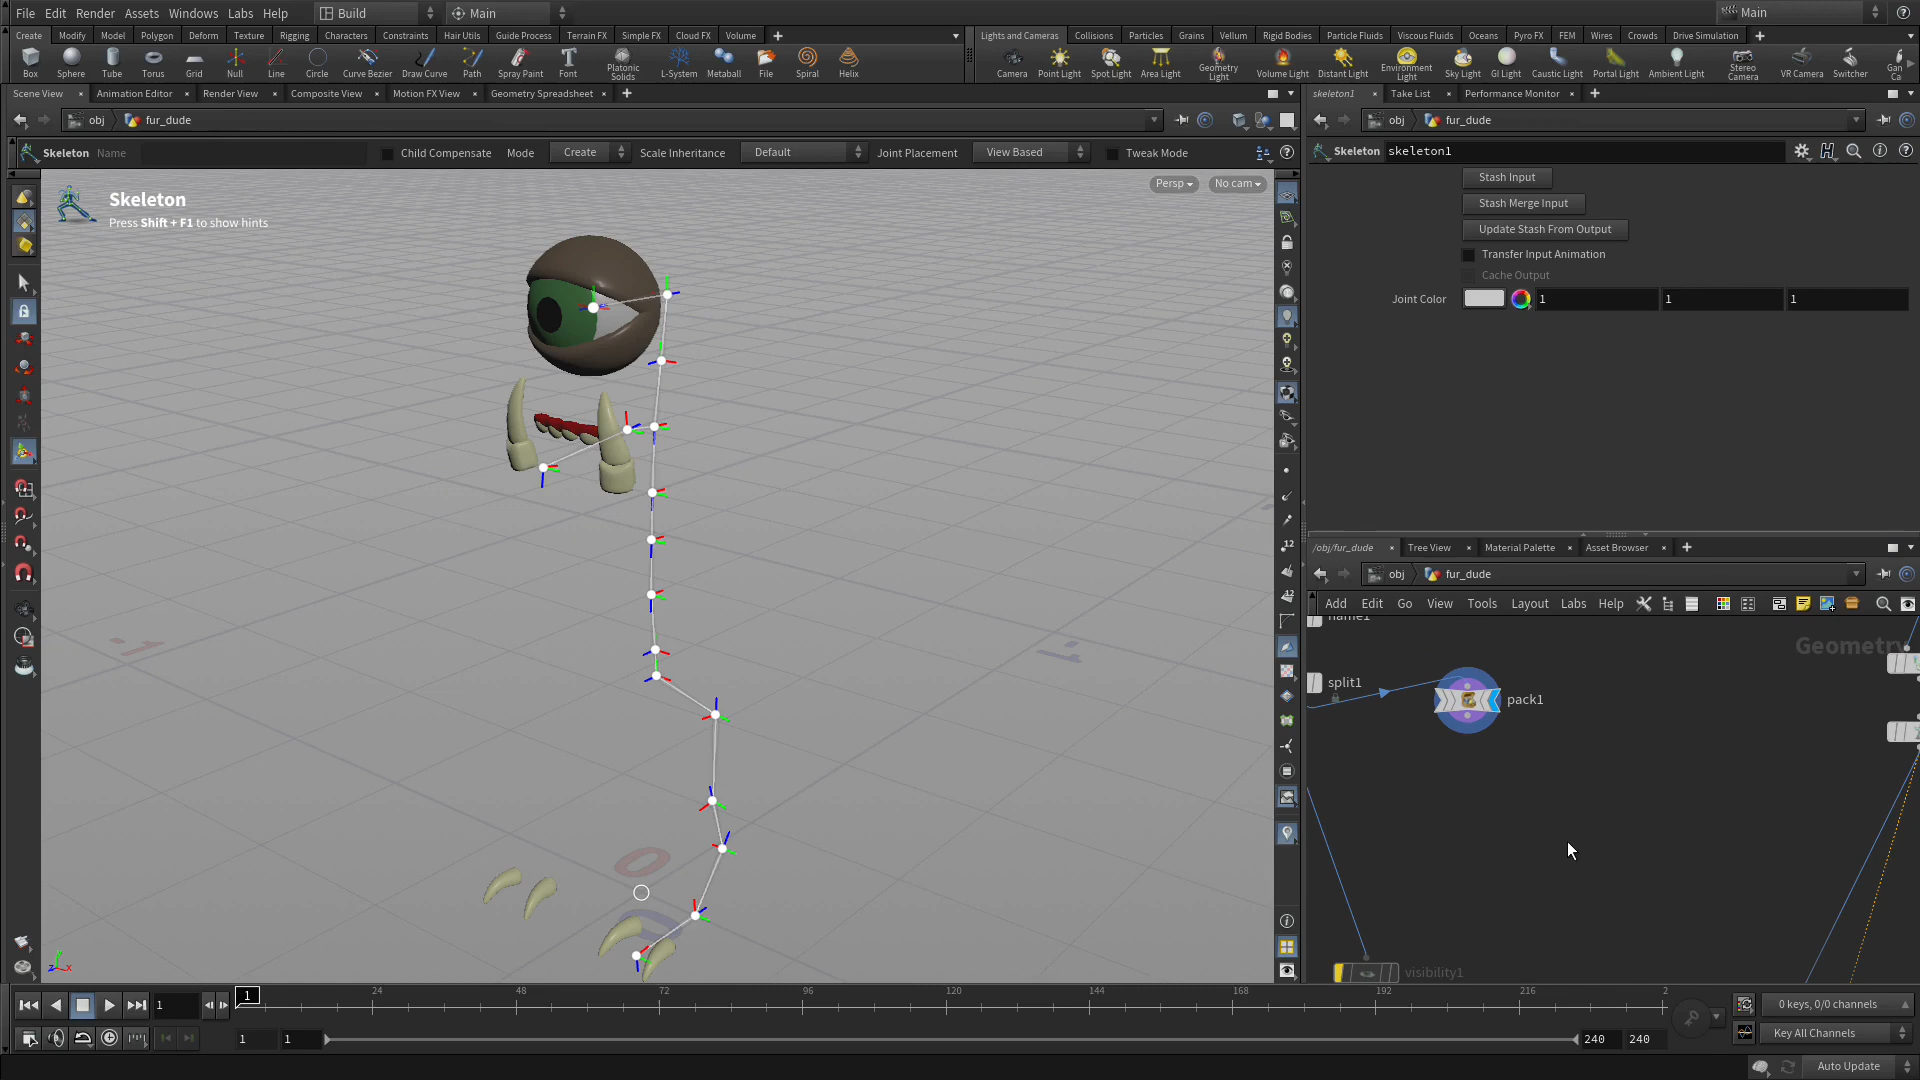 File Edit Render Assets Windows Labs Help Build Main Main
Create Modify Model Polygon Deform Texture Rigging Characters Constraints Hair Utils Guide Process Terrain FX Simple FX Cloud FX Volume
Lights and Cameras Collisions Particles Grains Vellum Rigid Bodies Particle Fluids Viscous Fluids Oceans Pyro FX FEM Wires Crowds Drive Simulation
Box Sphere Tube Torus Grid Null Line Circle Curve Bezier Draw Curve Path Spray Paint Font Platonic Solids L-System Metaball File Spiral Helix
Camera Point Light Spot Light Area Light Geometry Light Volume Light Distant Light Environment Light Sky Light GI Light Caustic Light Portal Light Ambient Light Stereo Camera VR Camera Switcher Gan Ca
Scene View Animation Editor Render View Composite View Motion FX View Geometry Spreadsheet
skeleton1 Take List Performance Monitor
obj fur_dude
obj fur_dude
Skeleton Name Child Compensate Mode Create Scale Inheritance Default Joint Placement View Based Tweak Mode
Skeleton skeleton1
Skeleton
Press Shift + F1 to show hints
Persp No cam
Stash Input
Stash Merge Input
Update Stash From Output
Transfer Input Animation
Cache Output
Joint Color 1 1 1
/obj/fur_dude Tree View Material Palette Asset Browser
obj fur_dude
Add Edit Go View Tools Layout Labs Help
name1
Geometry
split1
pack1
visibility1
12
12
0
z x
1 1 24 48 72 96 120 144 168 192 216 2
0 keys, 0/0 channels
1 1 240 240
Key All Channels
Auto Update